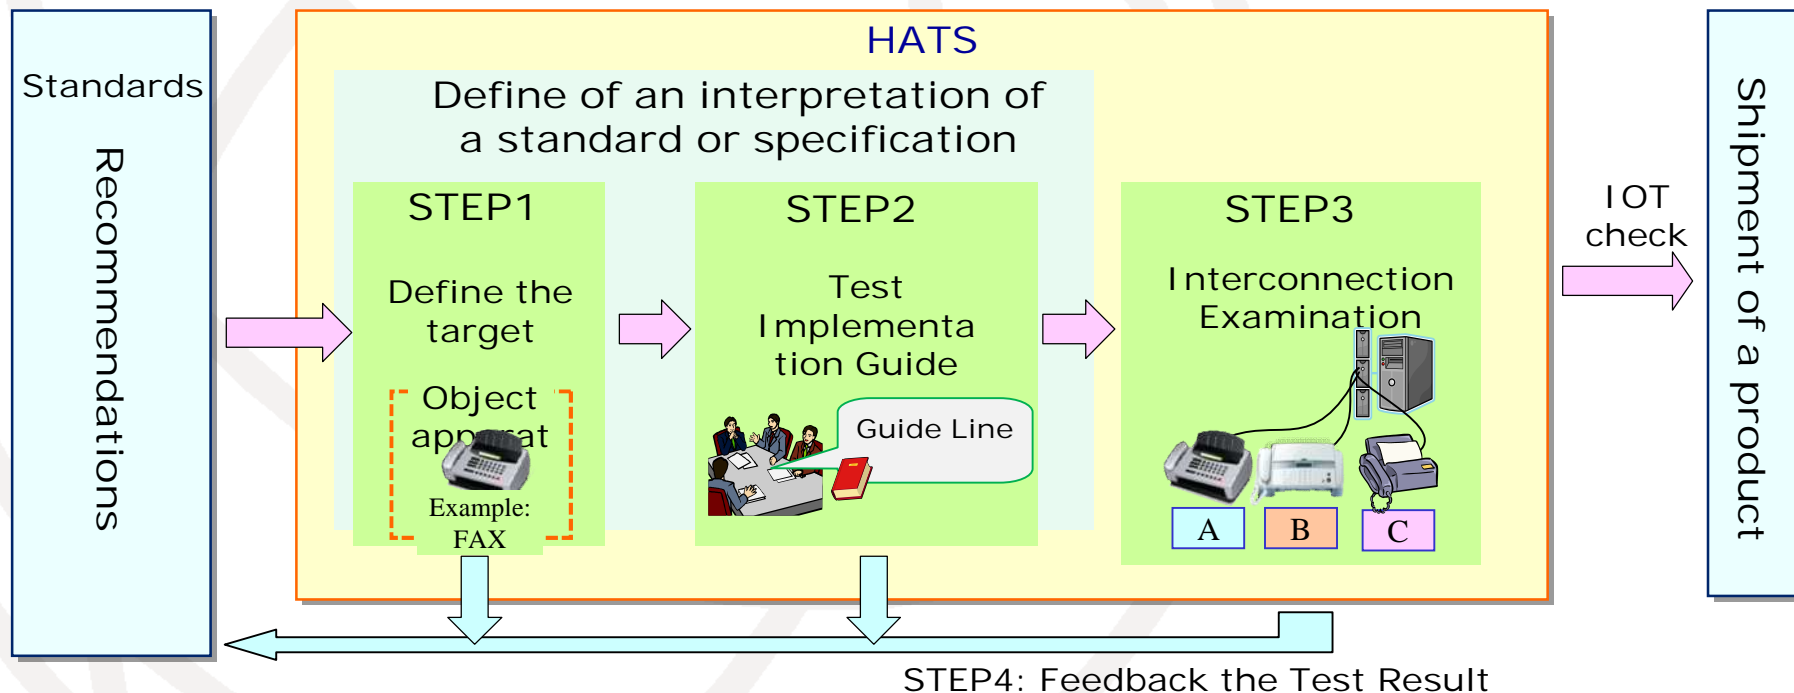 Standards
Recommendations
HATS
Define of an interpretation of
a standard or specification
STEP1
Define the
target
Object
apparat
Example:
FAX
STEP2
Test
Implementa
tion Guide
Guide Line
STEP3
Interconnection
Examination
A
B
C
IOT
check
Shipment of a product
STEP4: Feedback the Test Result